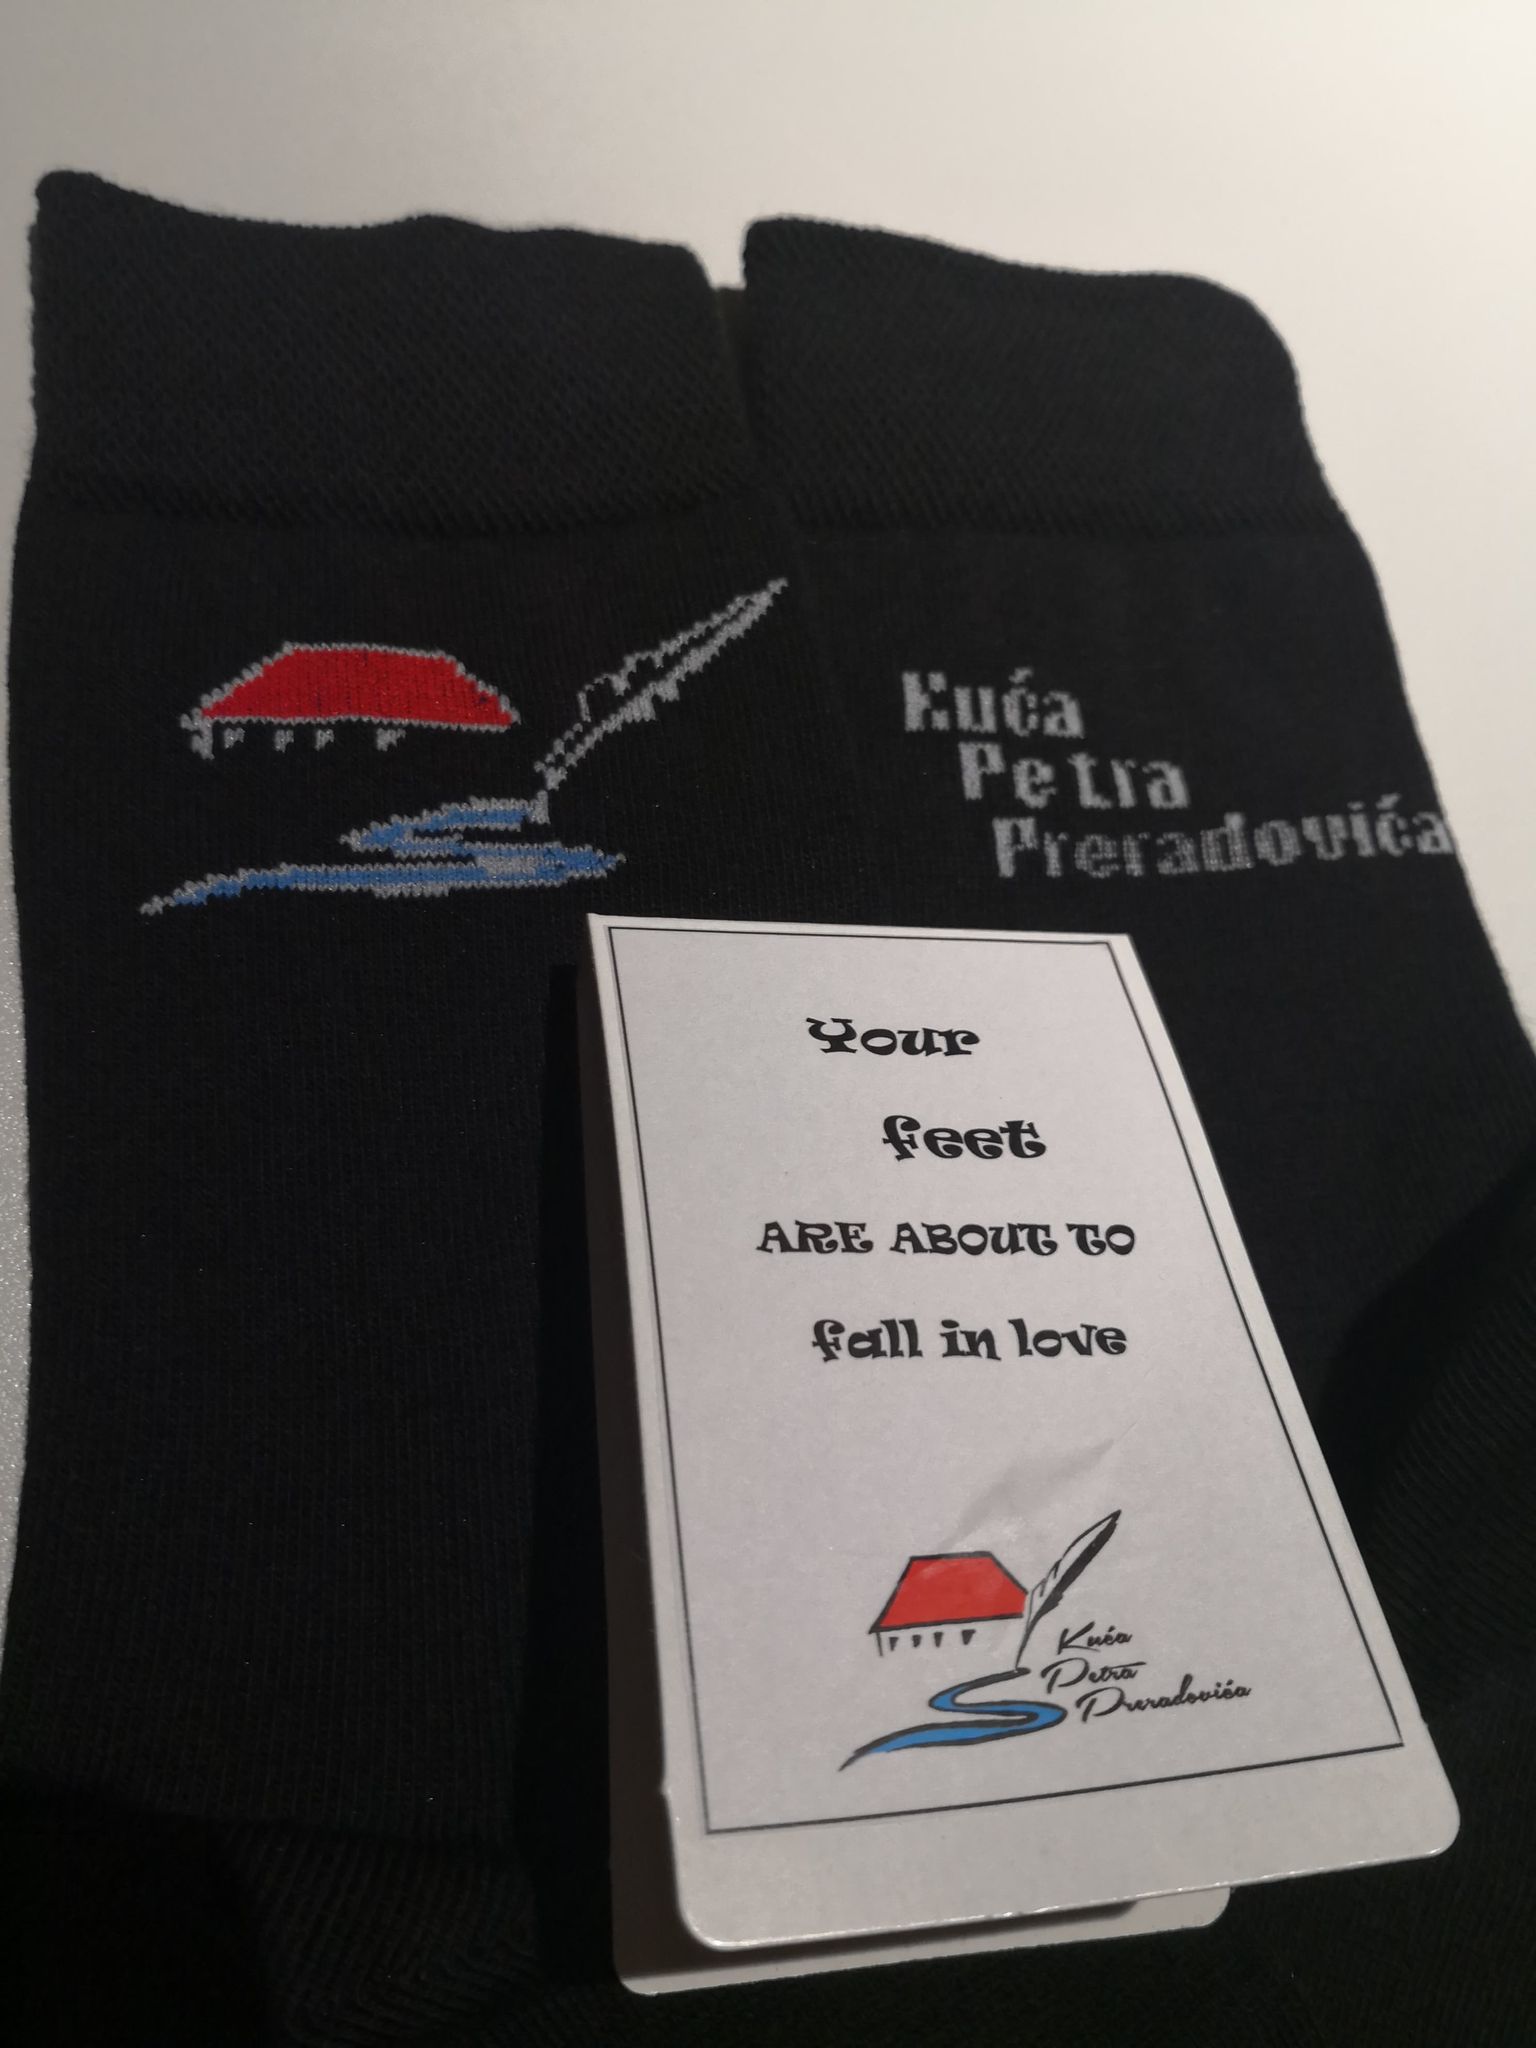 Kuća
Petra
Preradovića
Your
feet
ARE ABOUT TO
fall in love
Kuća
Petra
Preradovića